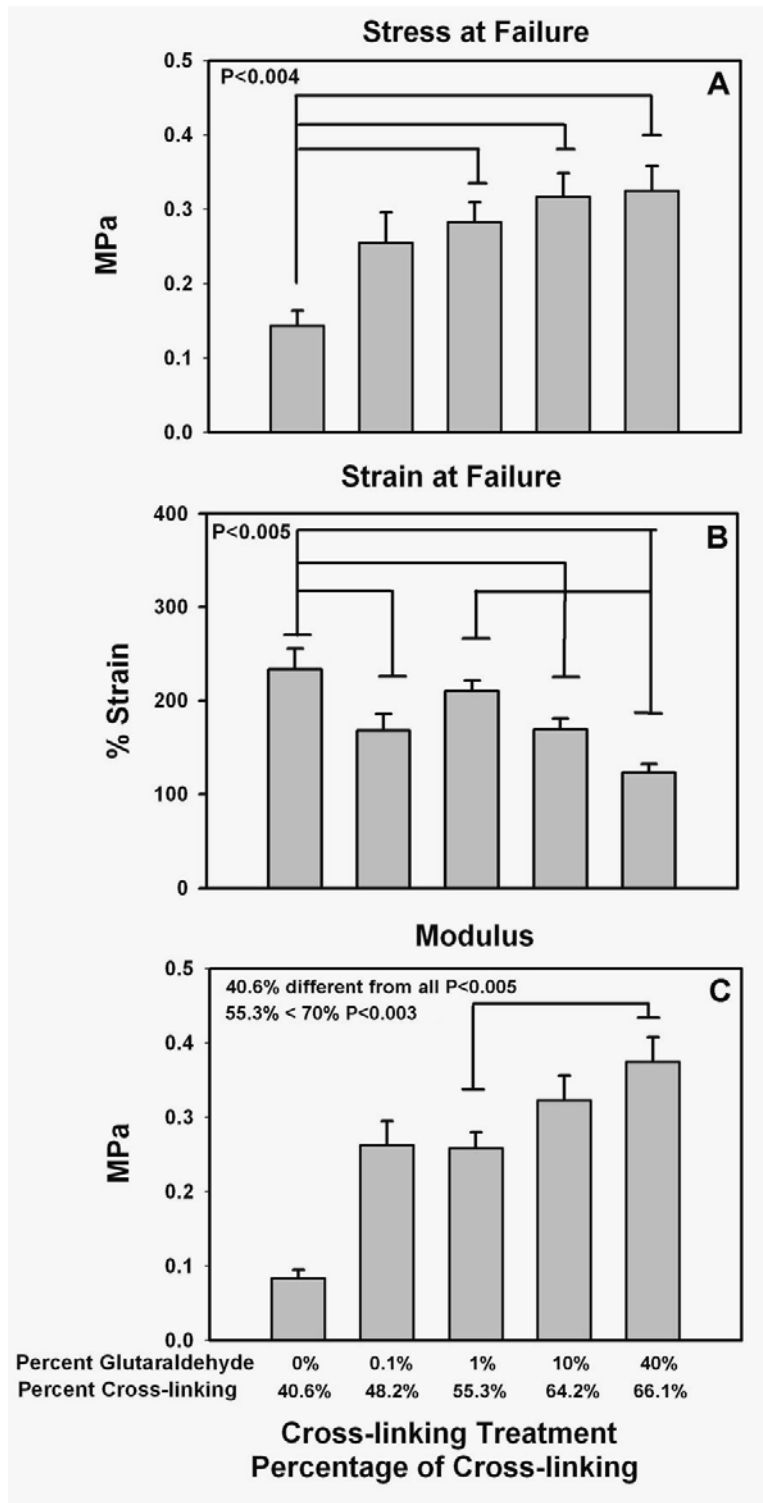 Stress at Failure
P<0.004
A
0.5
0.4
0.3
0.2
0.1
0.0
MPa
Strain at Failure
P<0.005
B
400
300
200
100
0
% Strain
Modulus
40.6% different from all P<0.005
55.3% < 70% P<0.003
C
0.5
0.4
0.3
0.2
0.1
0.0
MPa
Percent Glutaraldehyde 0% 0.1% 1% 10% 40%
Percent Cross-linking 40.6% 48.2% 55.3% 64.2% 66.1%
Cross-linking Treatment
Percentage of Cross-linking